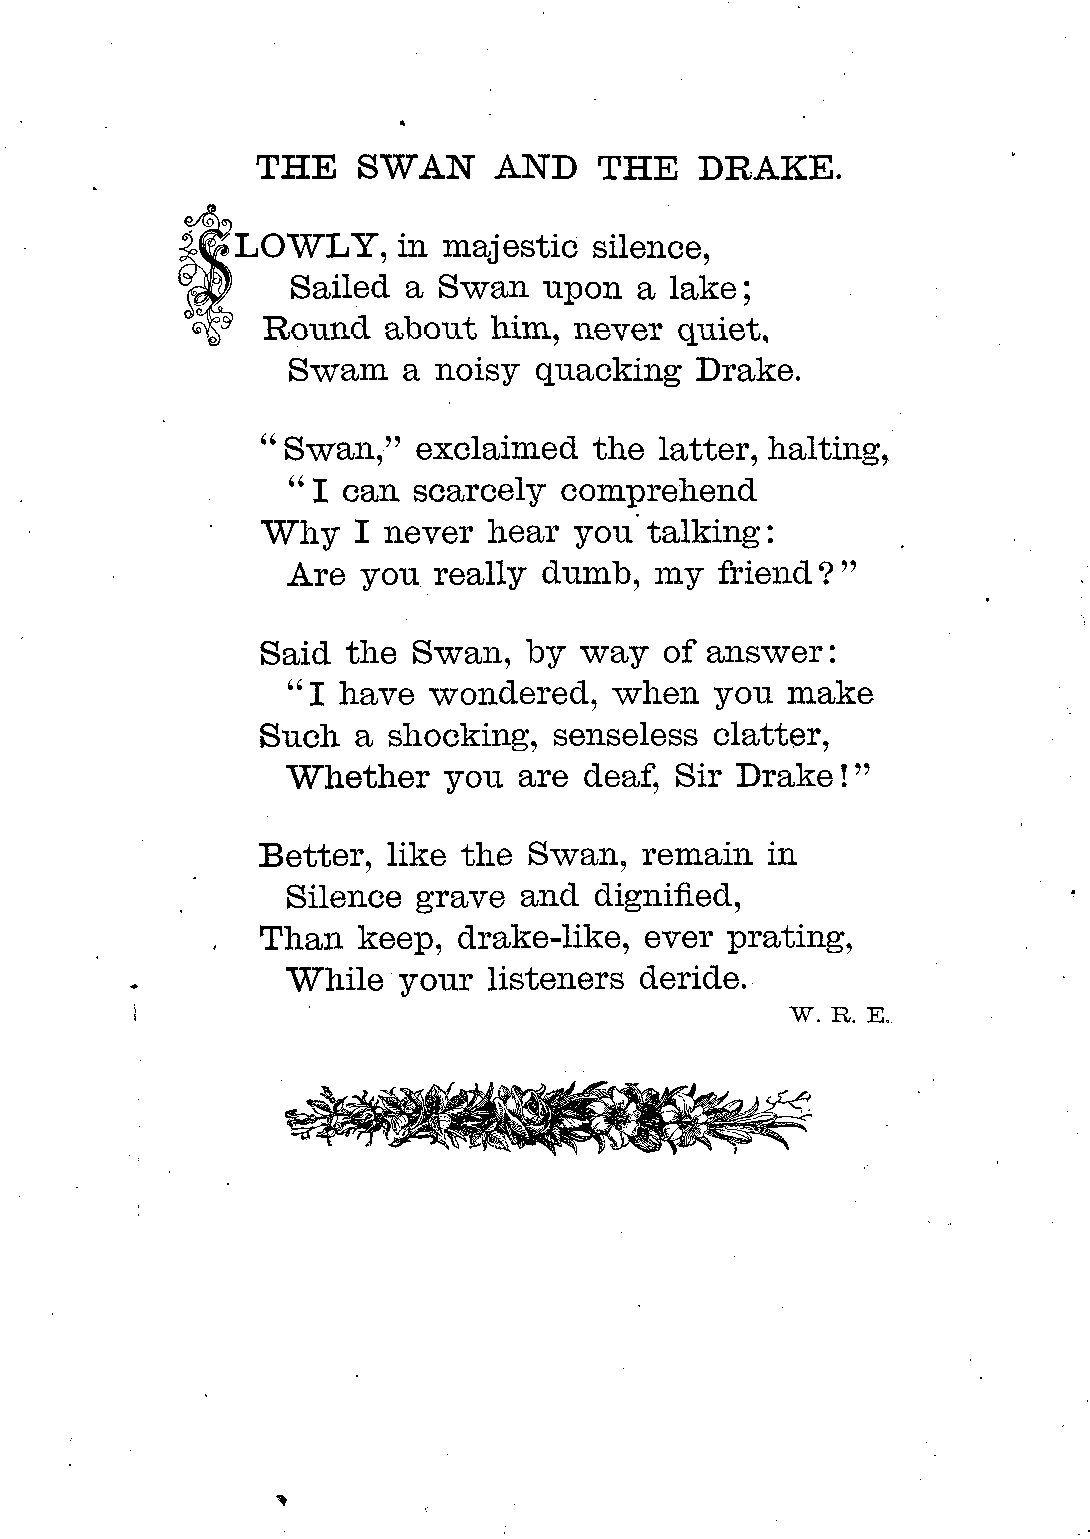 THE SWAN AND THE DRAKE.
SLOWLY, in majestic silence,
Sailed a Swan upon a lake;
Round about him, never quiet,
Swam a noisy quacking Drake.
“Swan,” exclaimed the latter, halting,
“I can scarcely comprehend
Why I never hear you talking:
Are you really dumb, my friend?”
Said the Swan, by way of answer:
“I have wondered, when you make
Such a shocking, senseless clatter,
Whether you are deaf, Sir Drake!”
Better, like the Swan, remain in
Silence grave and dignified,
Than keep, drake-like, ever prating,
While your listeners deride.
W. R. E.